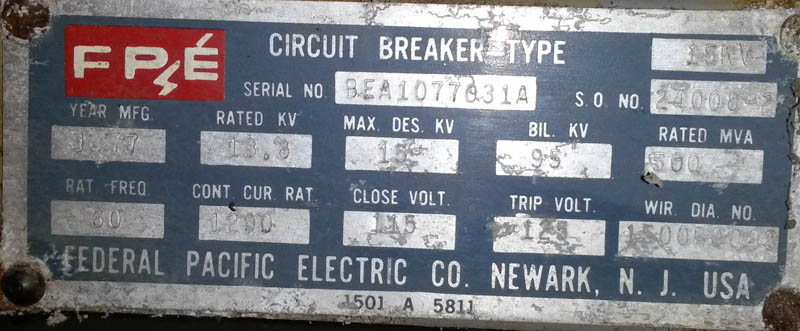 FPÉ
CIRCUIT BREAKER-TYPE 15KV
SERIAL NO. BEA1077831A S.O. NO.
YEAR MFG. RATED KV MAX. DES. KV BIL. KV RATED MVA
13.8 15 95 500
RAT FREQ. CONT CUR RAT CLOSE VOLT. TRIP VOLT. WIR. DIA. NO.
60 1200 115 125
FEDERAL PACIFIC ELECTRIC CO. NEWARK, N. J. USA
1501 A 5811